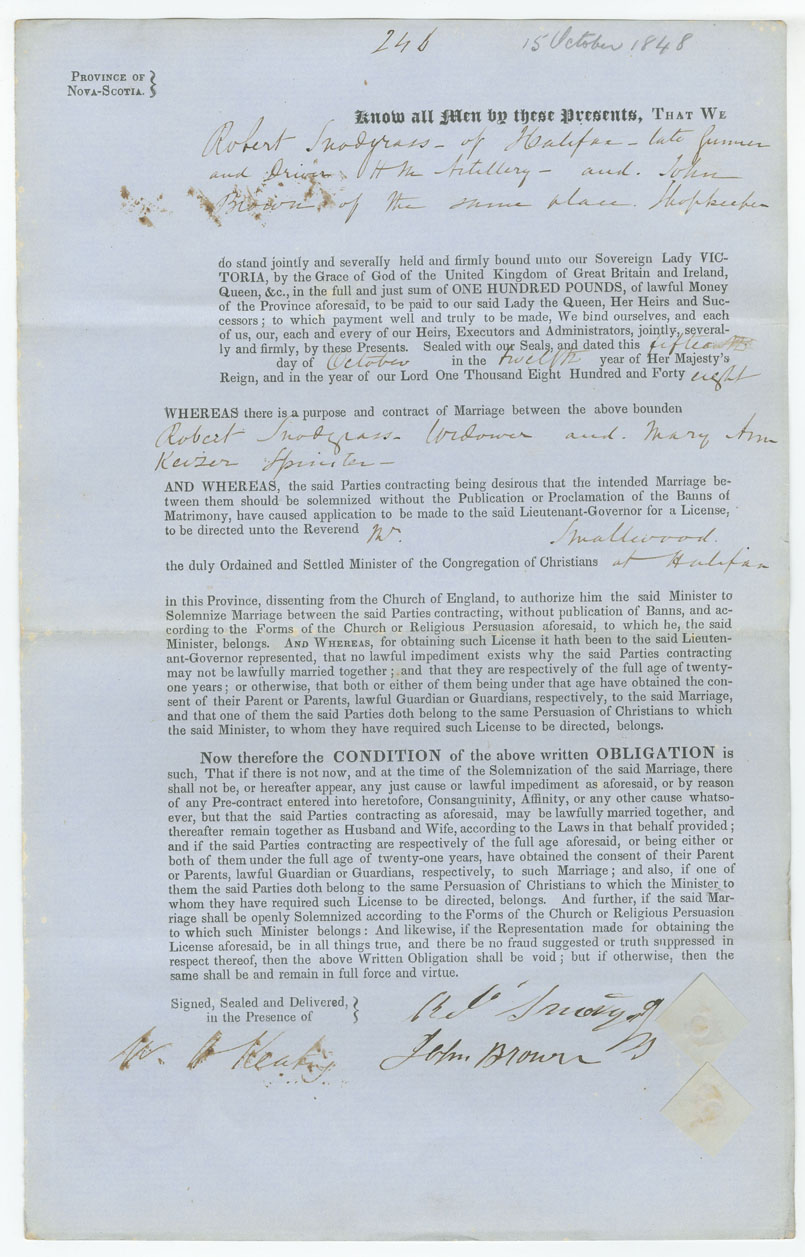 246
15 October 1848
PROVINCE OF
NOVA-SCOTIA.
Know all Men by these Presents, THAT WE
Robert Snodgrass - of Halifax - late Gunner
and Driver H M Artillery - and. John
Brown of the same place. Shopkeeper
do stand jointly and severally held and firmly bound unto our Sovereign Lady VIC-
TORIA, by the Grace of God of the United Kingdom of Great Britain and Ireland,
Queen, &c., in the full and just sum of ONE HUNDRED POUNDS, of lawful Money
of the Province aforesaid, to be paid to our said Lady the Queen, Her Heirs and Suc-
cessors; to which payment well and truly to be made, We bind ourselves, and each
of us, our, each and every of our Heirs, Executors and Administrators, jointly, several-
ly and firmly, by these Presents. Sealed with our Seals, and dated this fifteenth
day of October in the twelfth year of Her Majesty's
Reign, and in the year of our Lord One Thousand Eight Hundred and Forty eight
WHEREAS there is a purpose and contract of Marriage between the above bounden
Robert Snodgrass - Widower and. Mary Ann
Keizer Spinster -
AND WHEREAS, the said Parties contracting being desirous that the intended Marriage be-
tween them should be solemnized without the Publication or Proclamation of the Banns of
Matrimony, have caused application to be made to the said Lieutenant-Governor for a License,
to be directed unto the Reverend Mr. Smallwood.
the duly Ordained and Settled Minister of the Congregation of Christians at Halifax
in this Province, dissenting from the Church of England, to authorize him the said Minister to
Solemnize Marriage between the said Parties contracting, without publication of Banns, and ac-
cording to the Forms of the Church or Religious Persuasion aforesaid, to which he, the said
Minister, belongs. AND WHEREAS, for obtaining such License it hath been to the said Lieuten-
ant-Governor represented, that no lawful impediment exists why the said Parties contracting
may not be lawfully married together; and that they are respectively of the full age of twenty-
one years; or otherwise, that both or either of them being under that age have obtained the con-
sent of their Parent or Parents, lawful Guardian or Guardians, respectively, to the said Marriage,
and that one of them the said Parties doth belong to the same Persuasion of Christians to which
the said Minister, to whom they have required such License to be directed, belongs.
Now therefore the CONDITION of the above written OBLIGATION is
such, That if there is not now, and at the time of the Solemnization of the said Marriage, there
shall not be, or hereafter appear, any just cause or lawful impediment as aforesaid, or by reason
of any Pre-contract entered into heretofore, Consanguinity, Affinity, or any other cause whatso-
ever, but that the said Parties contracting as aforesaid, may be lawfully married together, and
thereafter remain together as Husband and Wife, according to the Laws in that behalf provided;
and if the said Parties contracting are respectively of the full age aforesaid, or being either or
both of them under the full age of twenty-one years, have obtained the consent of their Parent
or Parents, lawful Guardian or Guardians, respectively, to such Marriage; and also, if one of
them the said Parties doth belong to the same Persuasion of Christians to which the Minister to
whom they have required such License to be directed, belongs. And further, if the said Mar-
riage shall be openly Solemnized according to the Forms of the Church or Religious Persuasion
to which such Minister belongs: And likewise, if the Representation made for obtaining the
License aforesaid, be in all things true, and there be no fraud suggested or truth suppressed in
respect thereof, then the above Written Obligation shall be void; but if otherwise, then the
same shall be and remain in full force and virtue.
Signed, Sealed and Delivered,
in the Presence of
John Brown